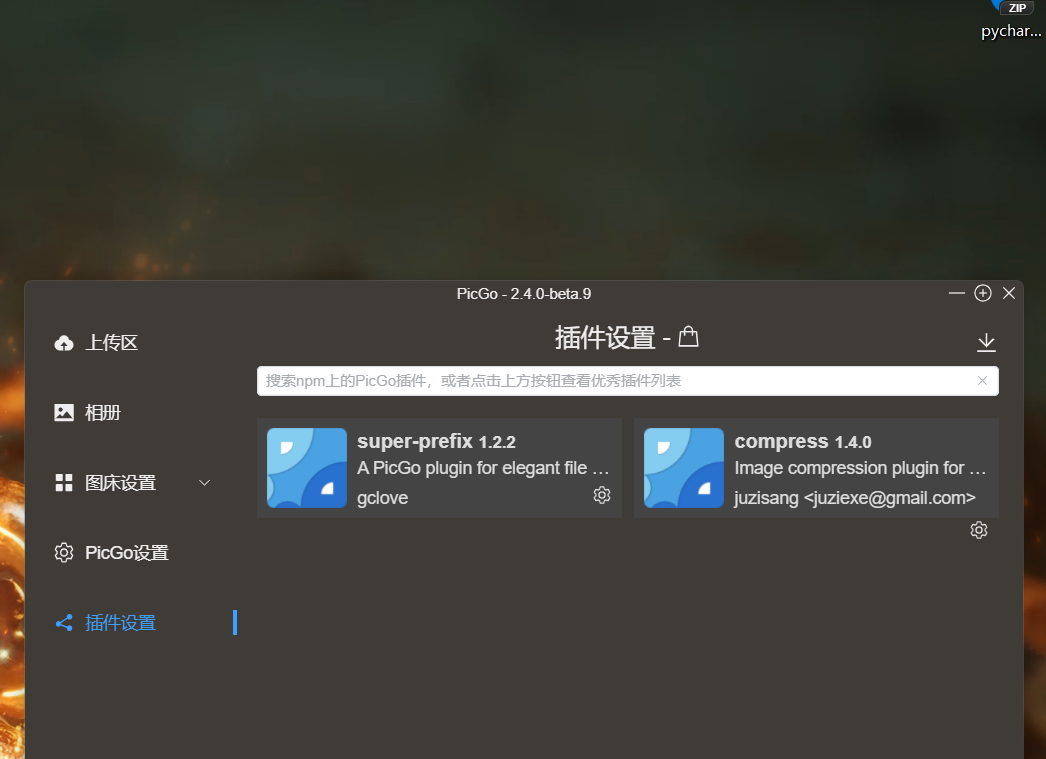 ZIP
pychar...
PicGo - 2.4.0-beta.9
上传区
相册
图床设置
PicGo设置
插件设置
插件设置 -
搜索npm上的PicGo插件，或者点击上方按钮查看优秀插件列表
super-prefix 1.2.2
A PicGo plugin for elegant file ...
gclove
compress 1.4.0
Image compression plugin for ...
juzisang <juziexe@gmail.com>